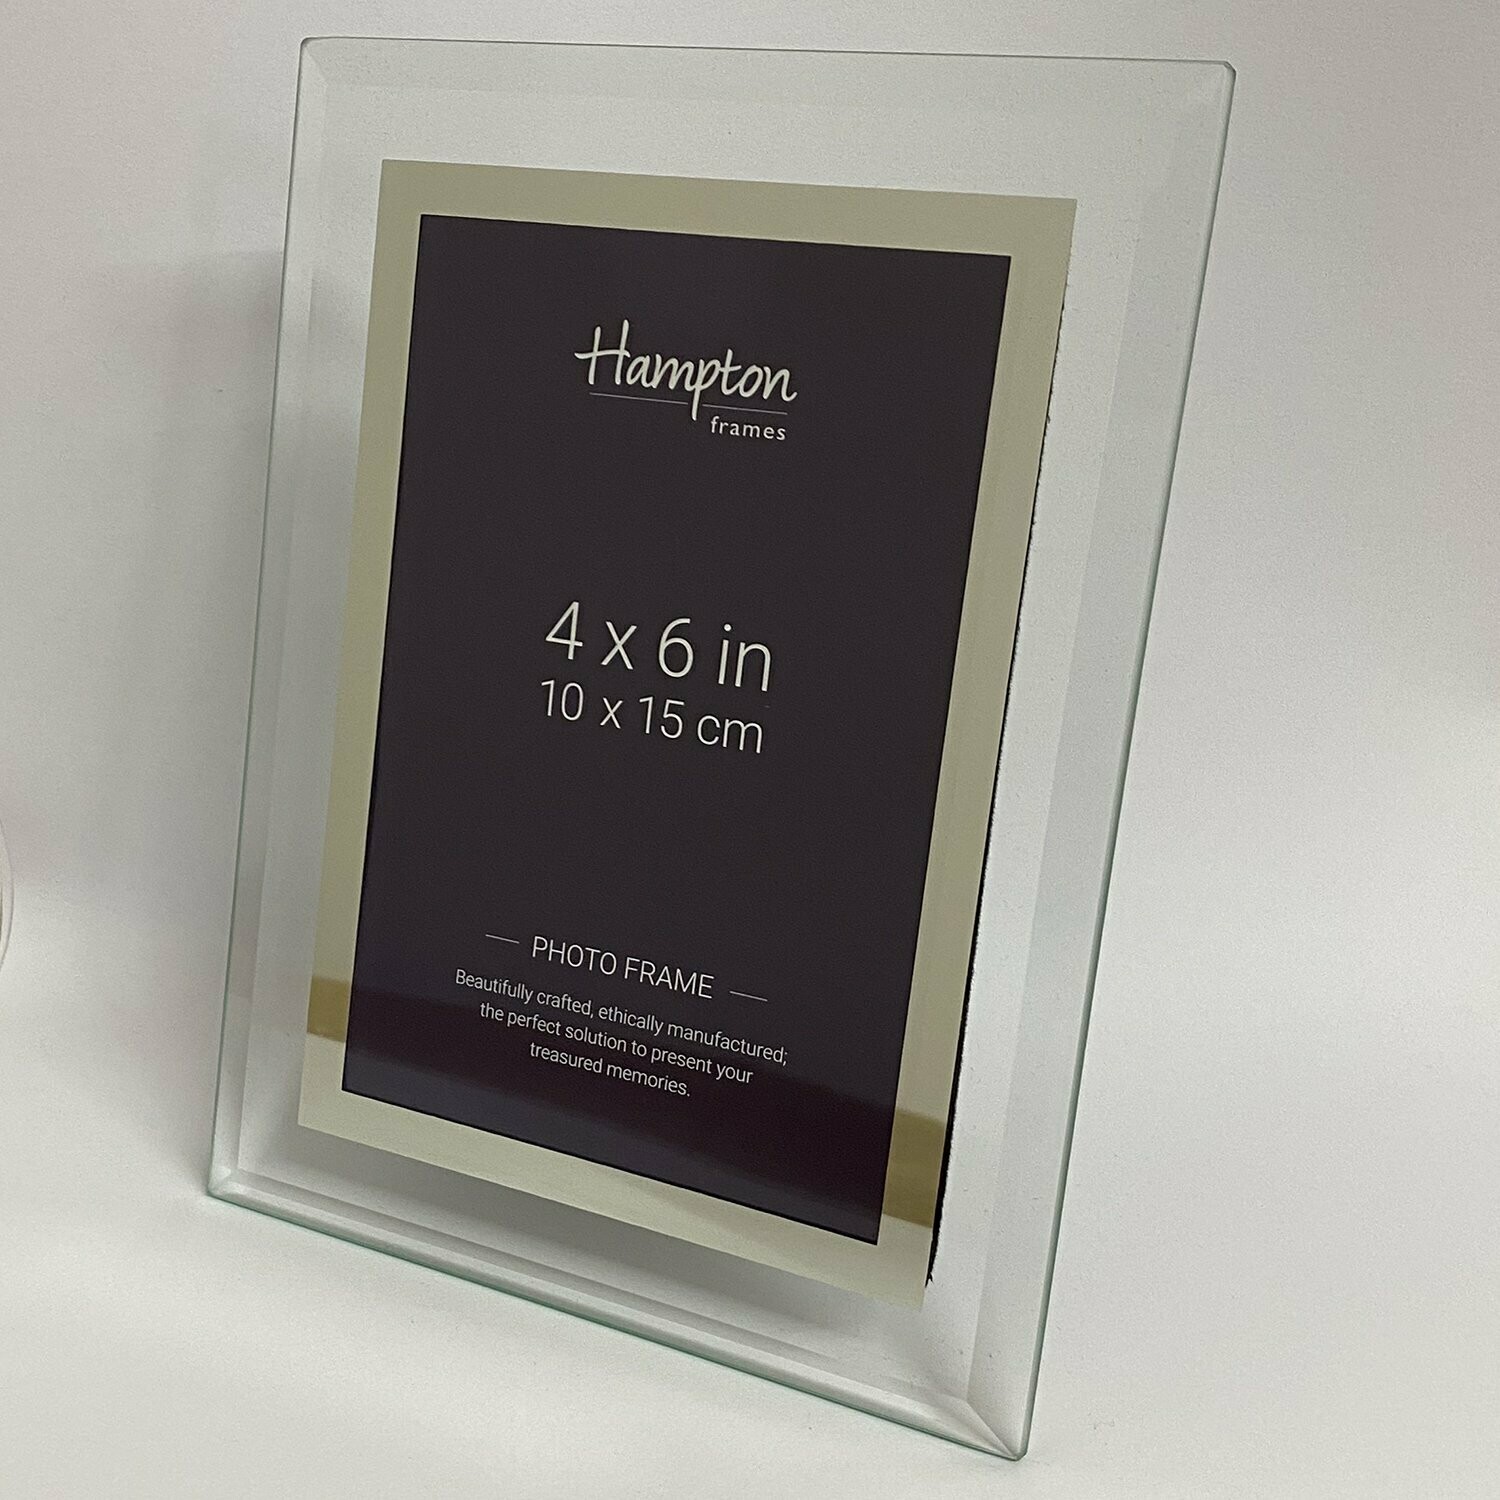 Hampton
frames
4 x 6 in
10 x 15 cm
PHOTO FRAME
Beautifully crafted, ethically manufactured;
the perfect solution to present your
treasured memories.